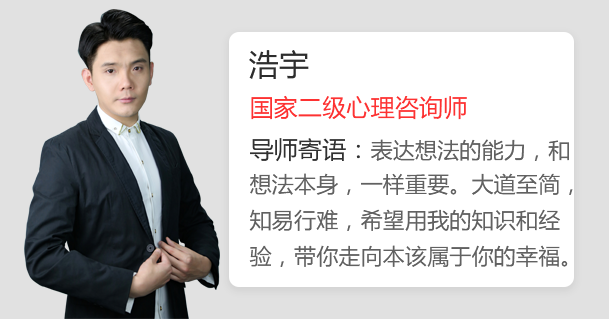 浩宇
国家二级心理咨询师
导师寄语：表达想法的能力，和
想法本身，一样重要。大道至简，
知易行难，希望用我的知识和经
验，带你走向本该属于你的幸福。